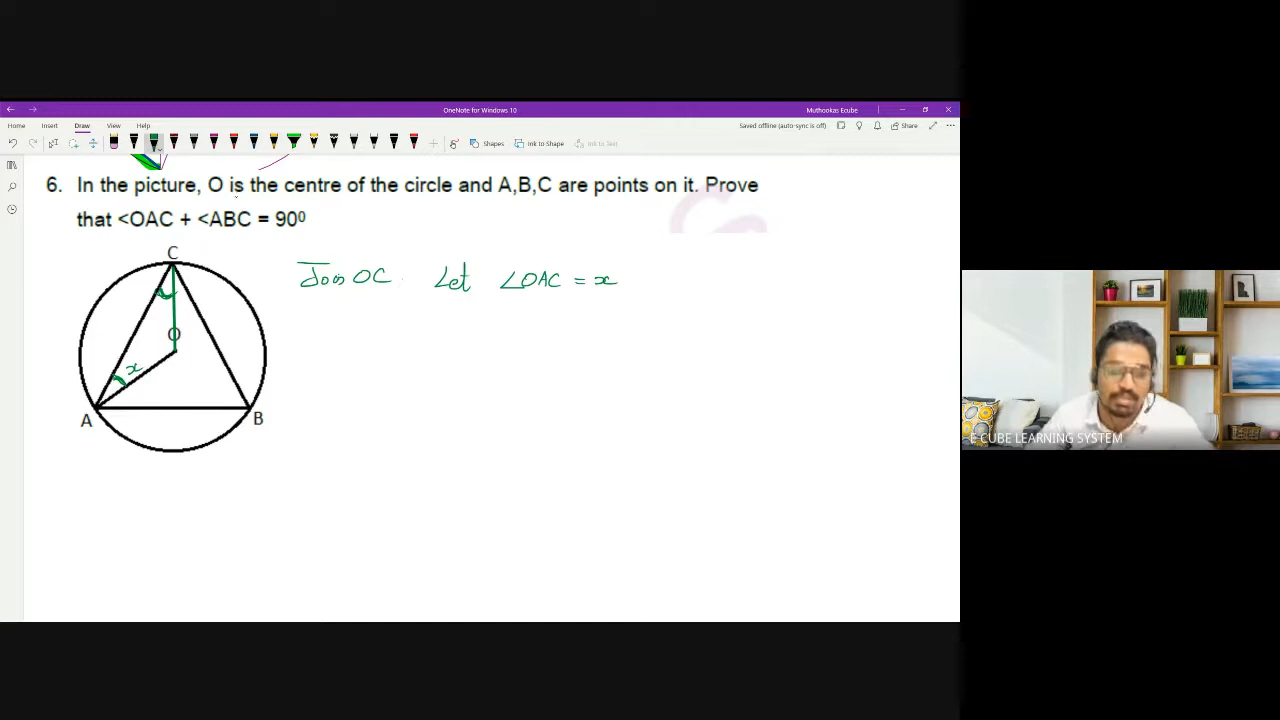 OneNote for Windows 10
Muthookas Ecube
Home Insert Draw View Help
Saved offline (auto-sync is off)
Share
Shapes
Ink to Shape
Ink to Text
6. In the picture, O is the centre of the circle and A,B,C are points on it. Prove
that <OAC + <ABC = 90⁰
C
Join OC. Let ∠OAC = x
O
x
A
B
E CUBE LEARNING SYSTEM